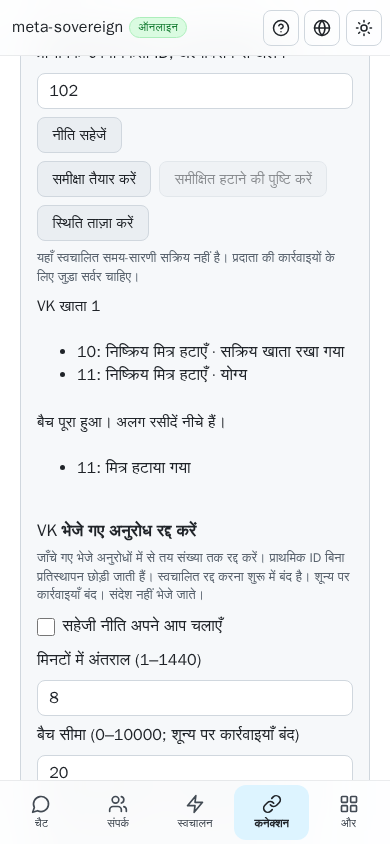 meta-sovereign ऑनलाइन
102
नीति सहेजें
समीक्षा तैयार करें समीक्षित हटाने की पुष्टि करें
स्थिति ताज़ा करें
यहाँ स्वचालित समय-सारणी सक्रिय नहीं है। प्रदाता की कार्रवाइयों के
लिए जुड़ा सर्वर चाहिए।
VK खाता 1
• 10: निष्क्रिय मित्र हटाएँ · सक्रिय खाता रखा गया
• 11: निष्क्रिय मित्र हटाएँ · योग्य
बैच पूरा हुआ। अलग रसीदें नीचे हैं।
• 11: मित्र हटाया गया
VK भेजे गए अनुरोध रद्द करें
जाँचे गए भेजे अनुरोधों में से तय संख्या तक रद्द करें। प्राथमिक ID बिना
प्रतिस्थापन छोड़ी जाती हैं। स्वचालित रद्द करना शुरू में बंद है। शून्य पर
कार्रवाइयाँ बंद। संदेश नहीं भेजे जाते।
सहेजी नीति अपने आप चलाएँ
मिनटों में अंतराल (1–1440)
8
बैच सीमा (0–10000; शून्य पर कार्रवाइयाँ बंद)
20
चैट संपर्क स्वचालन कनेक्शन और